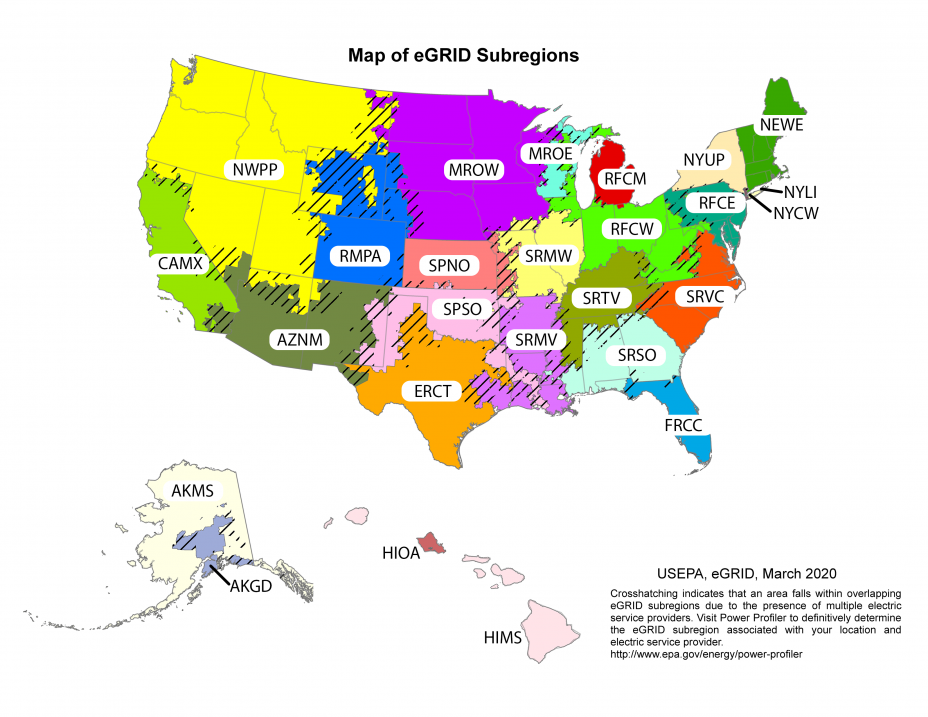 Map of eGRID Subregions
NEWE
MROE
NYUP
NWPP
MROW
RFCM
NYLI
RFCE
NYCW
RFCW
CAMX
RMPA
SPNO
SRMW
SRTV
SRVC
SPSO
AZNM
SRMV
SRSO
ERCT
FRCC
AKMS
HIOA
AKGD
HIMS
USEPA, eGRID, March 2020
Crosshatching indicates that an area falls within overlapping
eGRID subregions due to the presence of multiple electric
service providers. Visit Power Profiler to definitively determine
the eGRID subregion associated with your location and
electric service provider.
http://www.epa.gov/energy/power-profiler